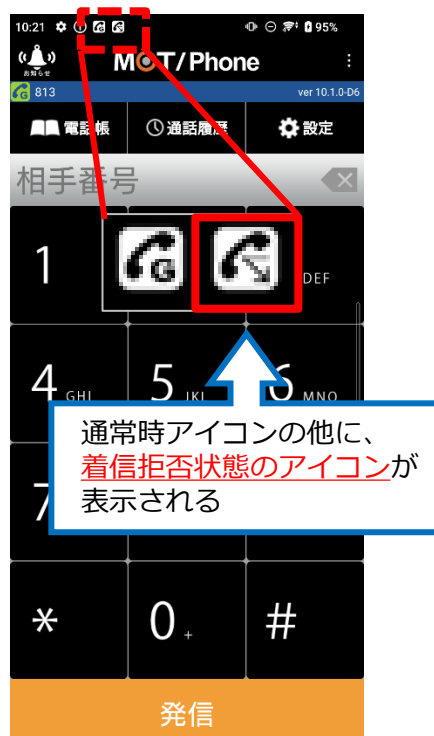 10:21 95%
お知らせ MOT/Phone
813 ver 10.1.0-D6
電話帳 通話履歴 設定
相手番号
G
1 DEF
4 GHI 5 JKL 6 MNO
通常時アイコンの他に、
着信拒否状態のアイコンが
表示される
7
* 0 + #
発信